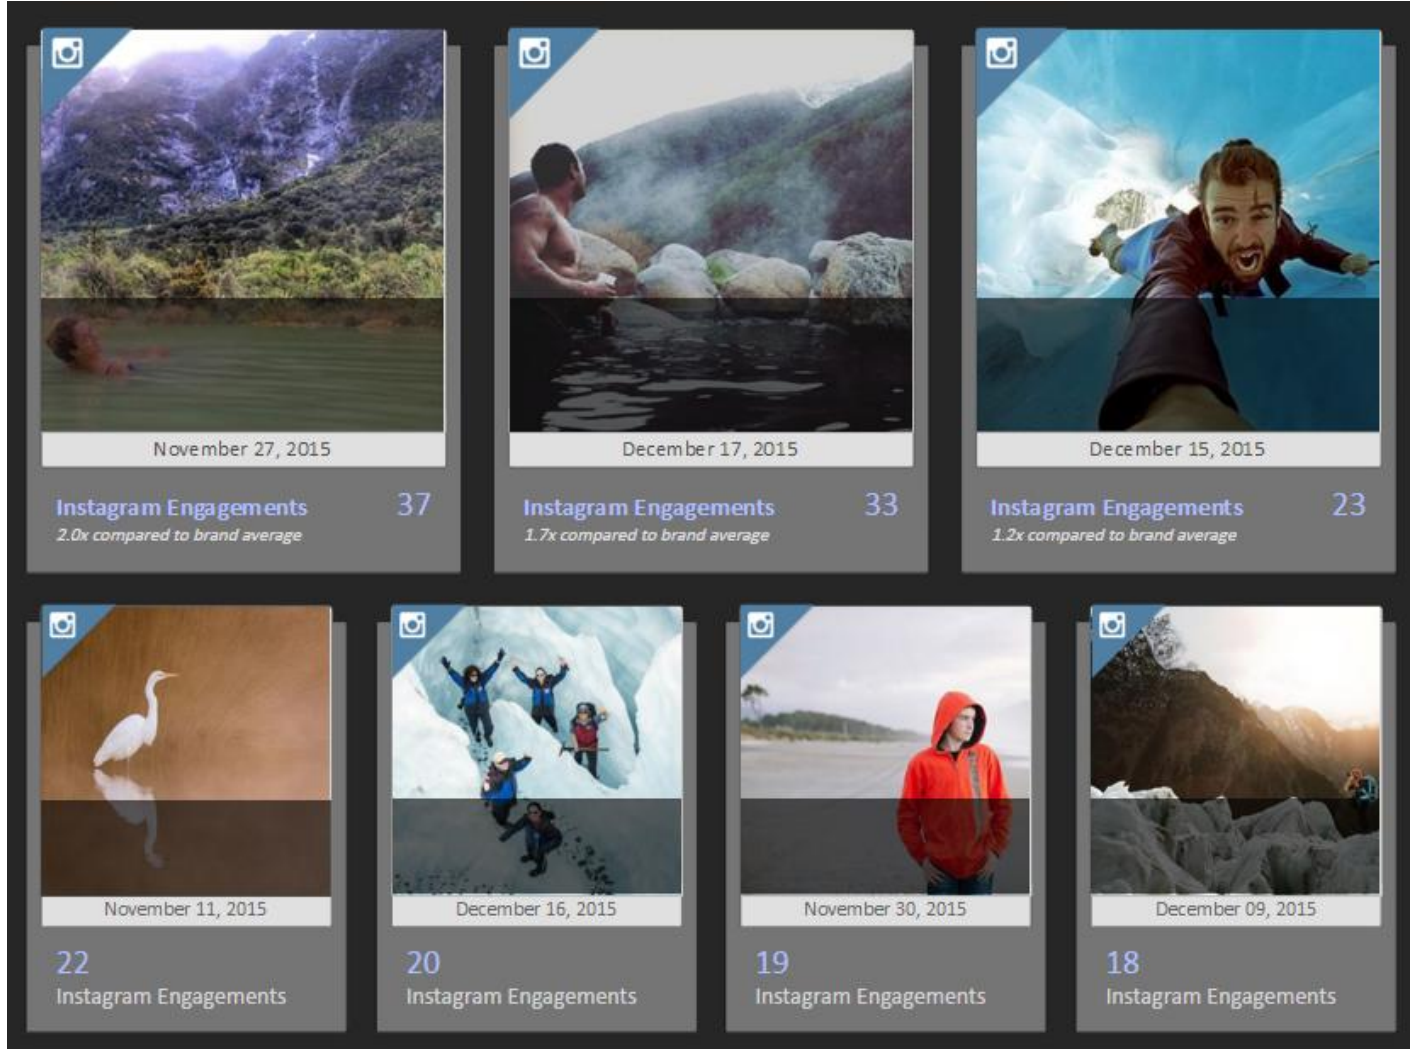 November 27, 2015
December 17, 2015
December 15, 2015
Instagram Engagements 37
2.0x compared to brand average
Instagram Engagements 33
1.7x compared to brand average
Instagram Engagements 23
1.2x compared to brand average
November 11, 2015
December 16, 2015
November 30, 2015
December 09, 2015
22
Instagram Engagements
20
Instagram Engagements
19
Instagram Engagements
18
Instagram Engagements